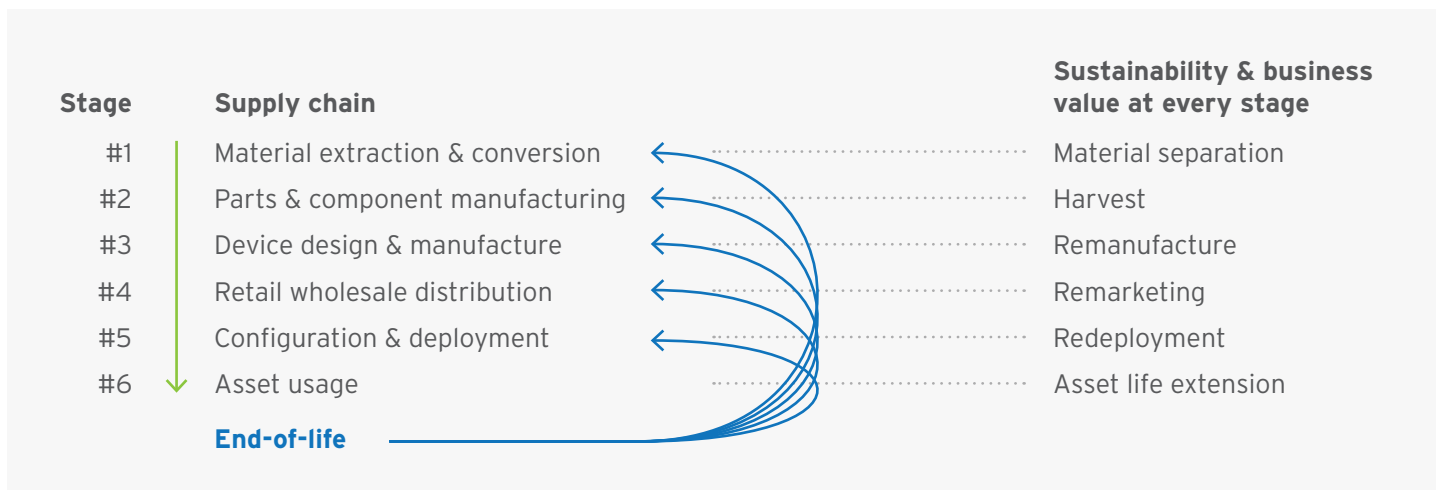 Stage
Supply chain
Sustainability & business
value at every stage
#1 Material extraction & conversion Material separation
#2 Parts & component manufacturing Harvest
#3 Device design & manufacture Remanufacture
#4 Retail wholesale distribution Remarketing
#5 Configuration & deployment Redeployment
#6 Asset usage Asset life extension
End-of-life